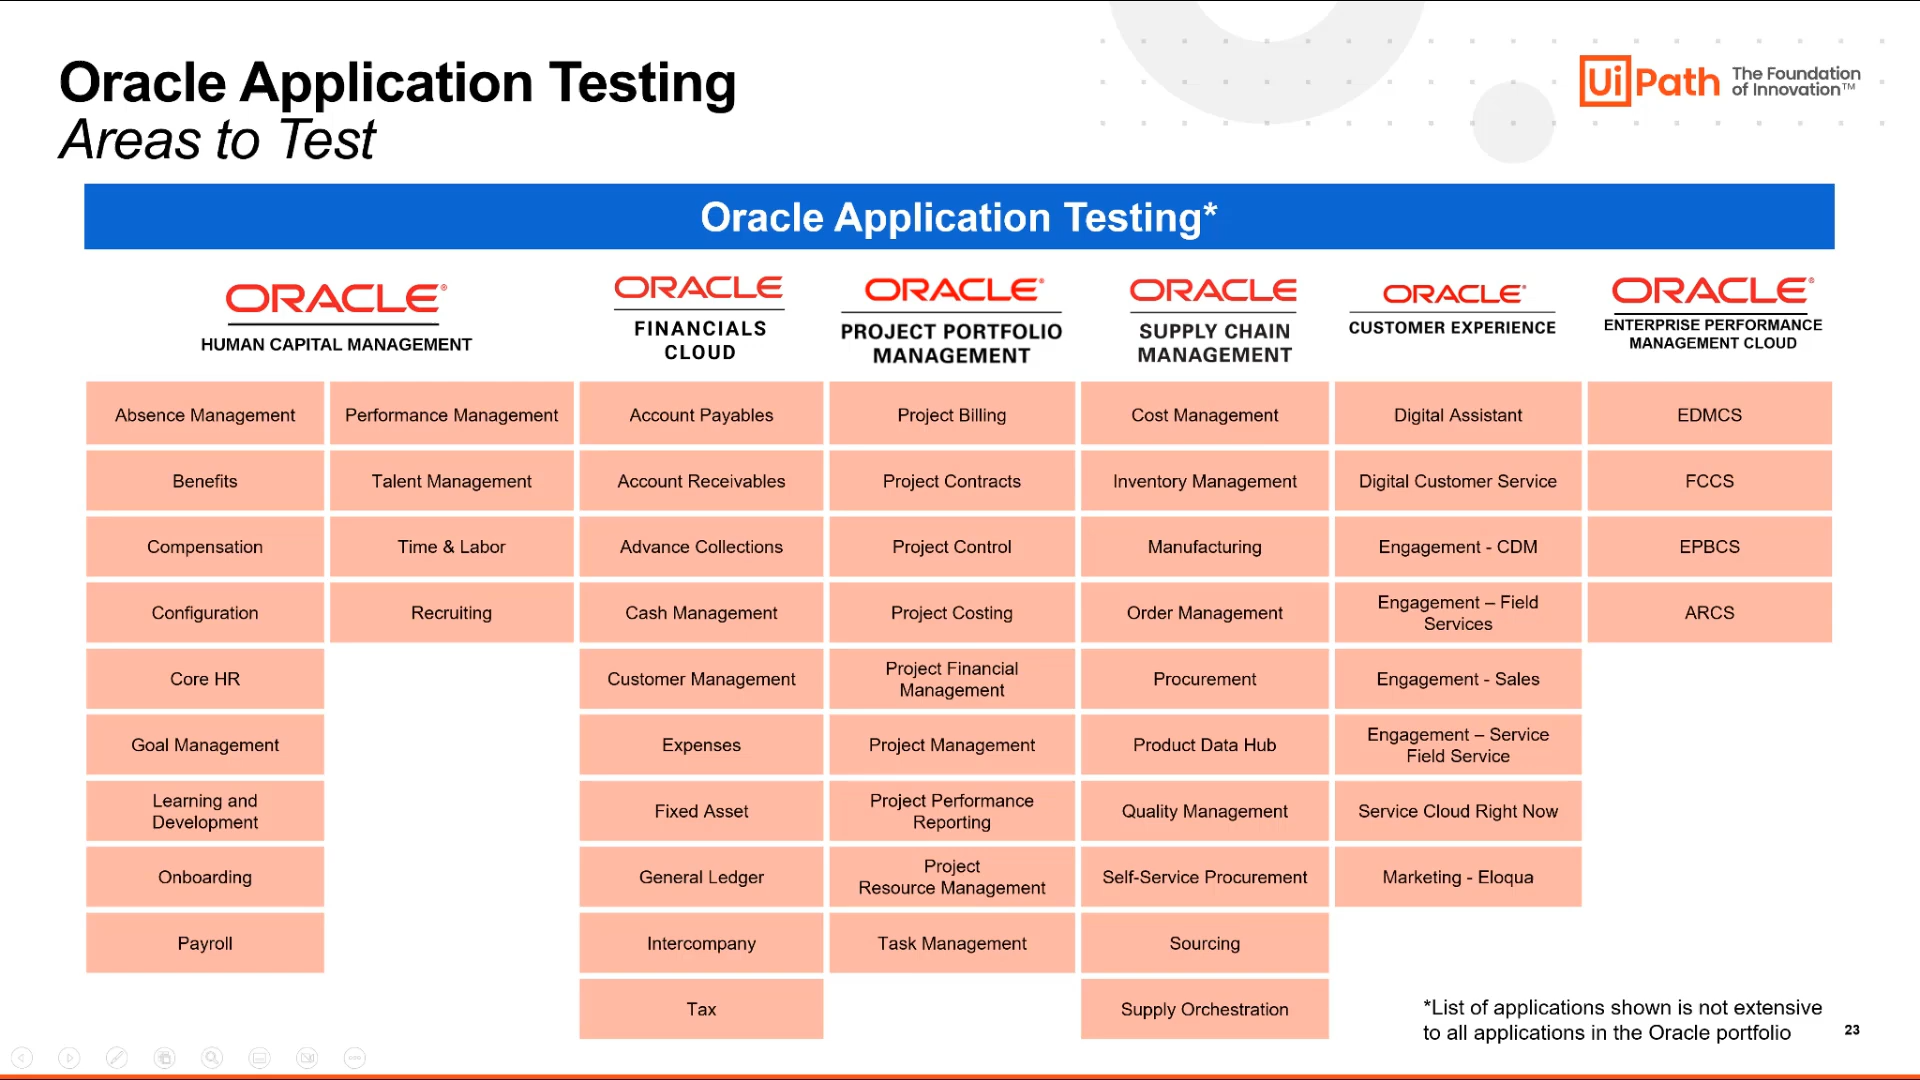 Oracle Application Testing
Areas to Test
UiPath
The Foundation
of Innovation™
Oracle Application Testing*
ORACLE®
HUMAN CAPITAL MANAGEMENT
ORACLE
FINANCIALS
CLOUD
ORACLE®
PROJECT PORTFOLIO
MANAGEMENT
ORACLE
SUPPLY CHAIN
MANAGEMENT
ORACLE®
CUSTOMER EXPERIENCE
ORACLE®
ENTERPRISE PERFORMANCE
MANAGEMENT CLOUD
Absence Management
Benefits
Compensation
Configuration
Core HR
Goal Management
Learning and
Development
Onboarding
Payroll
Performance Management
Talent Management
Time & Labor
Recruiting
Account Payables
Account Receivables
Advance Collections
Cash Management
Customer Management
Expenses
Fixed Asset
General Ledger
Intercompany
Tax
Project Billing
Project Contracts
Project Control
Project Costing
Project Financial
Management
Project Management
Project Performance
Reporting
Project
Resource Management
Task Management
Cost Management
Inventory Management
Manufacturing
Order Management
Procurement
Product Data Hub
Quality Management
Self-Service Procurement
Sourcing
Supply Orchestration
Digital Assistant
Digital Customer Service
Engagement - CDM
Engagement – Field
Services
Engagement - Sales
Engagement – Service
Field Service
Service Cloud Right Now
Marketing - Eloqua
EDMCS
FCCS
EPBCS
ARCS
*List of applications shown is not extensive
to all applications in the Oracle portfolio
23